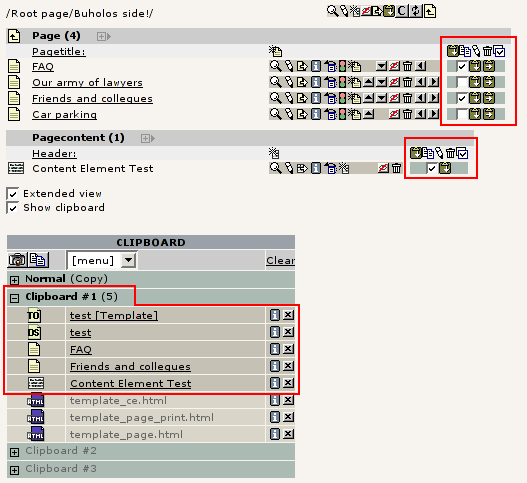 /Root page/Buholos side!/
Page (4)
Pagetitle:
FAQ
Our army of lawyers
Friends and collegues
Car parking
Pagecontent (1)
Header:
Content Element Test
Extended view
Show clipboard
CLIPBOARD
[menu] Clear
Normal (Copy)
Clipboard #1 (5)
TO test [Template]
DS test
FAQ
Friends and collegues
Content Element Test
HTML template_ce.html
HTML template_page_print.html
HTML template_page.html
Clipboard #2
Clipboard #3